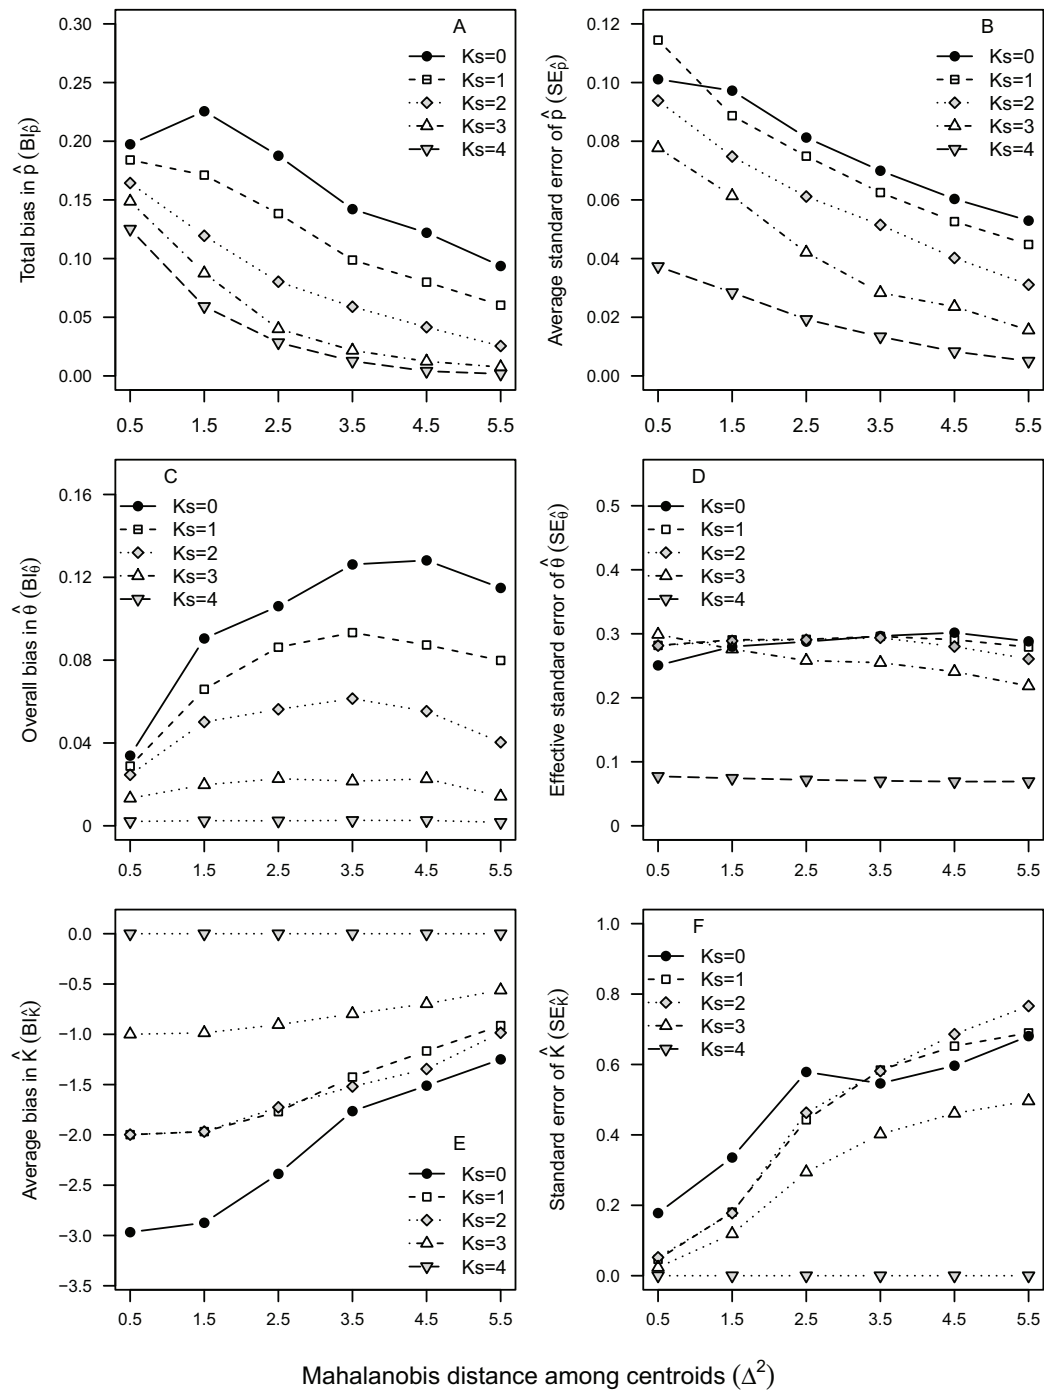 Total bias in p̂ (BIp̂)
0.30
0.25
0.20
0.15
0.10
0.05
0.00
A
Ks=0
Ks=1
Ks=2
Ks=3
Ks=4
0.5 1.5 2.5 3.5 4.5 5.5
Average standard error of p̂ (SEp̂)
0.12
0.10
0.08
0.06
0.04
0.02
0.00
B
Ks=0
Ks=1
Ks=2
Ks=3
Ks=4
0.5 1.5 2.5 3.5 4.5 5.5
Overall bias in θ̂ (BIθ̂)
0.16
0.12
0.08
0.04
0
C
Ks=0
Ks=1
Ks=2
Ks=3
Ks=4
0.5 1.5 2.5 3.5 4.5 5.5
Effective standard error of θ̂ (SEθ̂)
0.5
0.4
0.3
0.2
0.1
0
D
Ks=0
Ks=1
Ks=2
Ks=3
Ks=4
0.5 1.5 2.5 3.5 4.5 5.5
Average bias in K̂ (BIK̂)
0.0
−0.5
−1.0
−1.5
−2.0
−2.5
−3.0
−3.5
E
Ks=0
Ks=1
Ks=2
Ks=3
Ks=4
0.5 1.5 2.5 3.5 4.5 5.5
Standard error of K̂ (SEK̂)
1.0
0.8
0.6
0.4
0.2
0.0
F
Ks=0
Ks=1
Ks=2
Ks=3
Ks=4
0.5 1.5 2.5 3.5 4.5 5.5
Mahalanobis distance among centroids (Δ²)